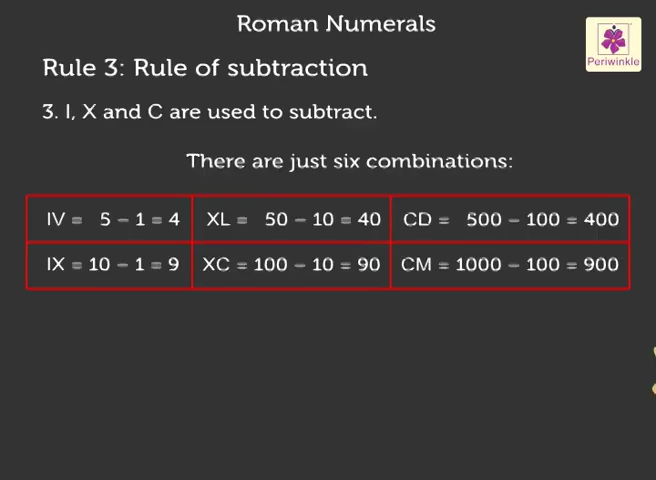 Roman Numerals
Periwinkle
Rule 3: Rule of subtraction
3. I, X and C are used to subtract.
There are just six combinations:
IV = 5 - 1 = 4 XL = 50 - 10 = 40 CD = 500 - 100 = 400
IX = 10 - 1 = 9 XC = 100 - 10 = 90 CM = 1000 - 100 = 900